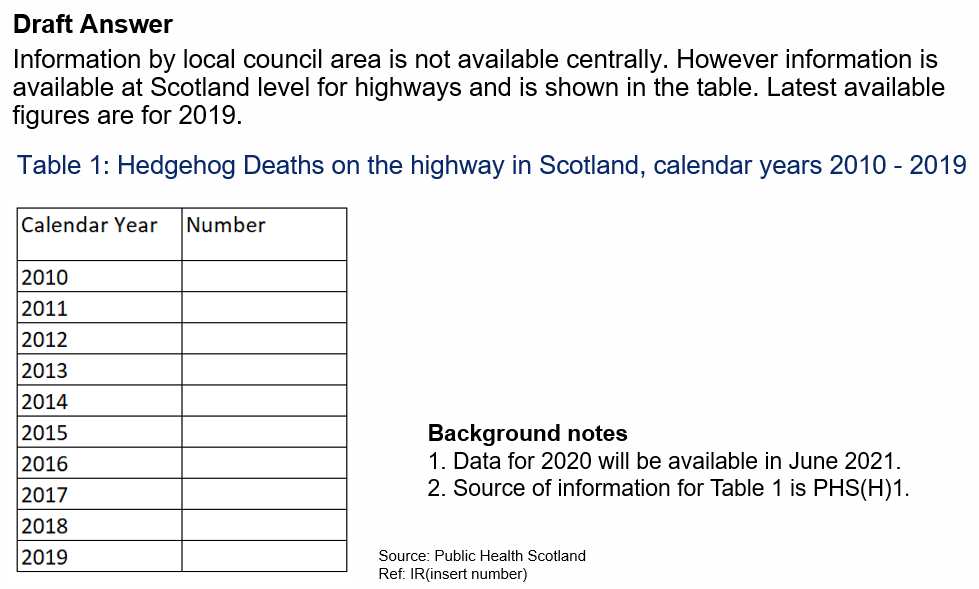 Draft Answer
Information by local council area is not available centrally. However information is
available at Scotland level for highways and is shown in the table. Latest available
figures are for 2019.
Table 1: Hedgehog Deaths on the highway in Scotland, calendar years 2010 - 2019
Calendar Year Number
2010
2011
2012
2013
2014
2015
2016
2017
2018
2019
Background notes
1. Data for 2020 will be available in June 2021.
2. Source of information for Table 1 is PHS(H)1.
Source: Public Health Scotland
Ref: IR(insert number)